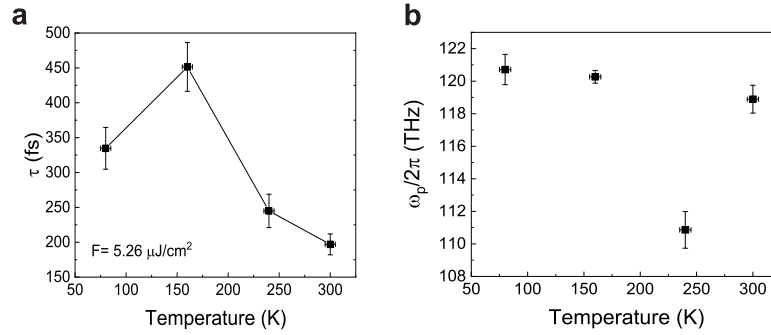 a
500
450
400
350
300
250
200
150
τ (fs)
F= 5.26 μJ/cm²
50 100 150 200 250 300
Temperature (K)
b
122
120
118
116
114
112
110
108
ωp/2π (THz)
50 100 150 200 250 300
Temperature (K)